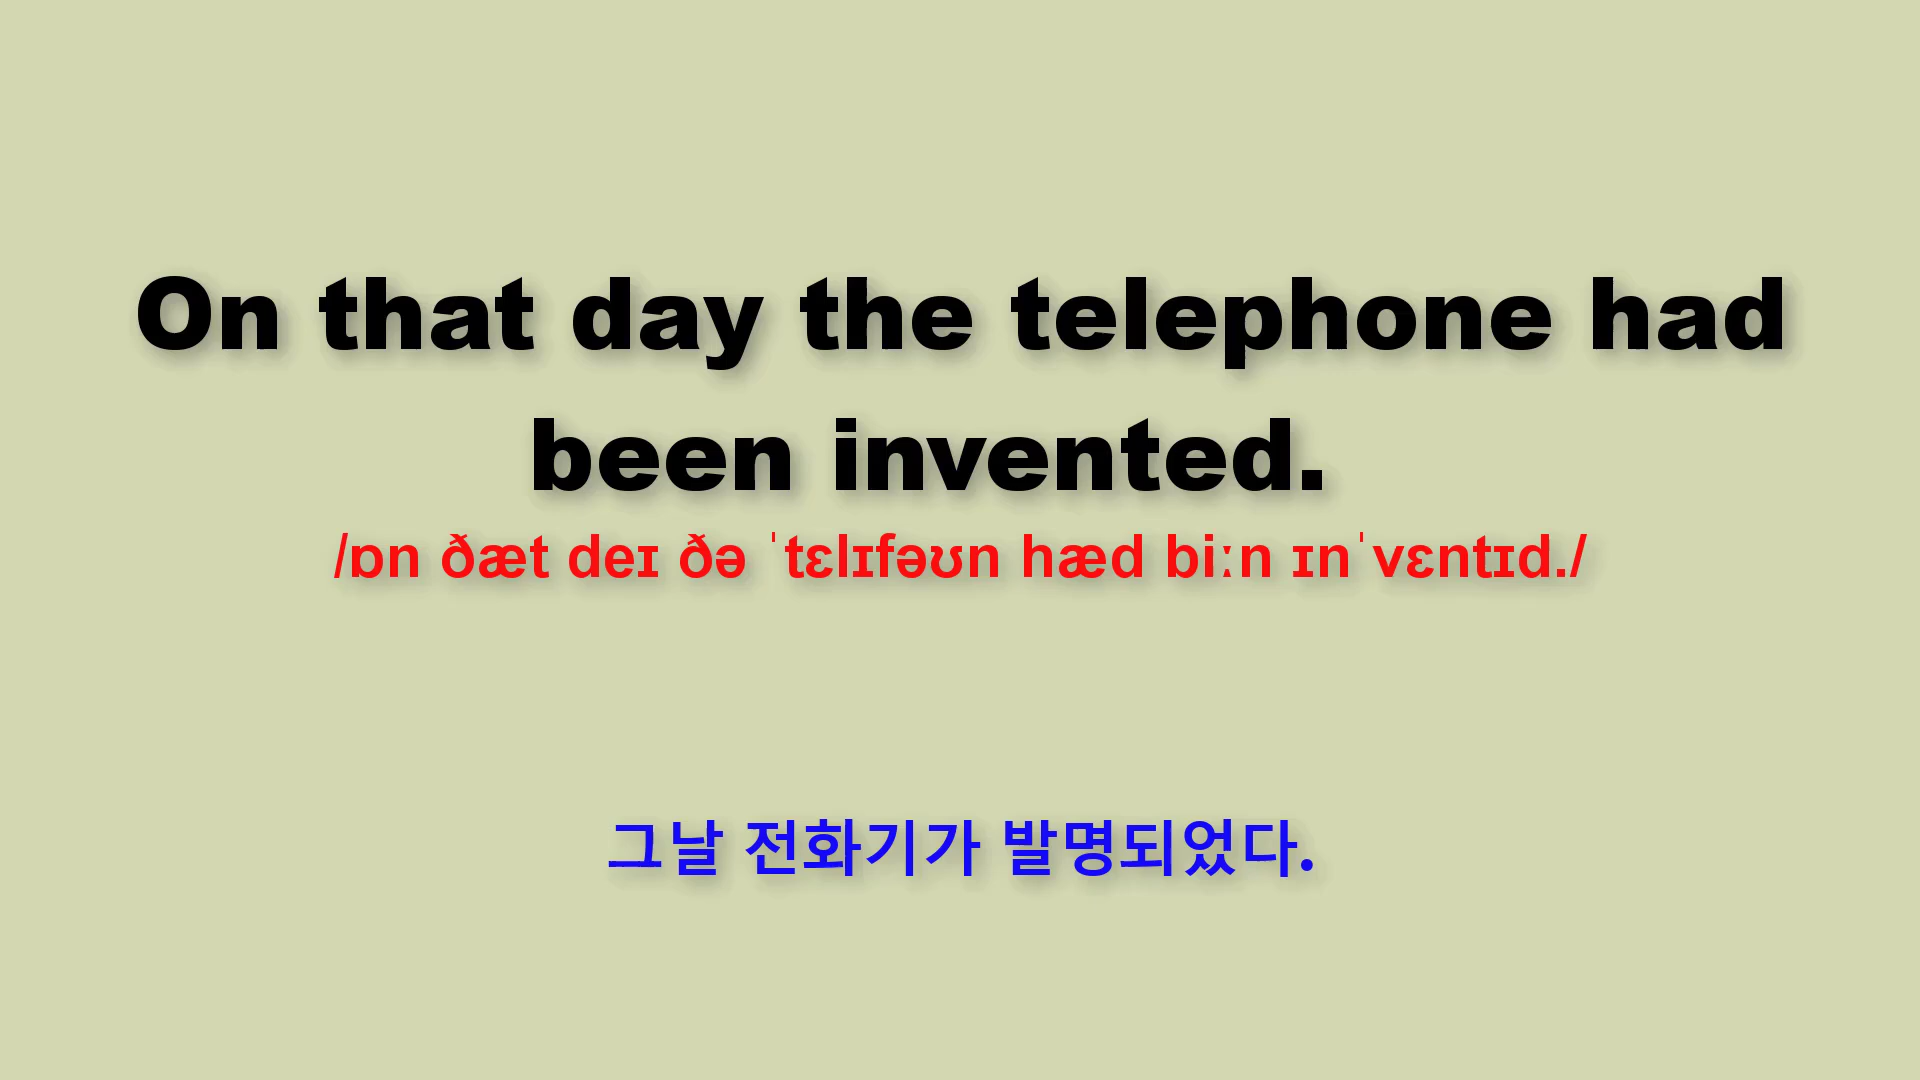 On that day the telephone had
been invented.
/ɒn ðæt deɪ ðə ˈtɛlɪfəʊn hæd biːn ɪnˈvɛntɪd./
그날 전화기가 발명되었다.